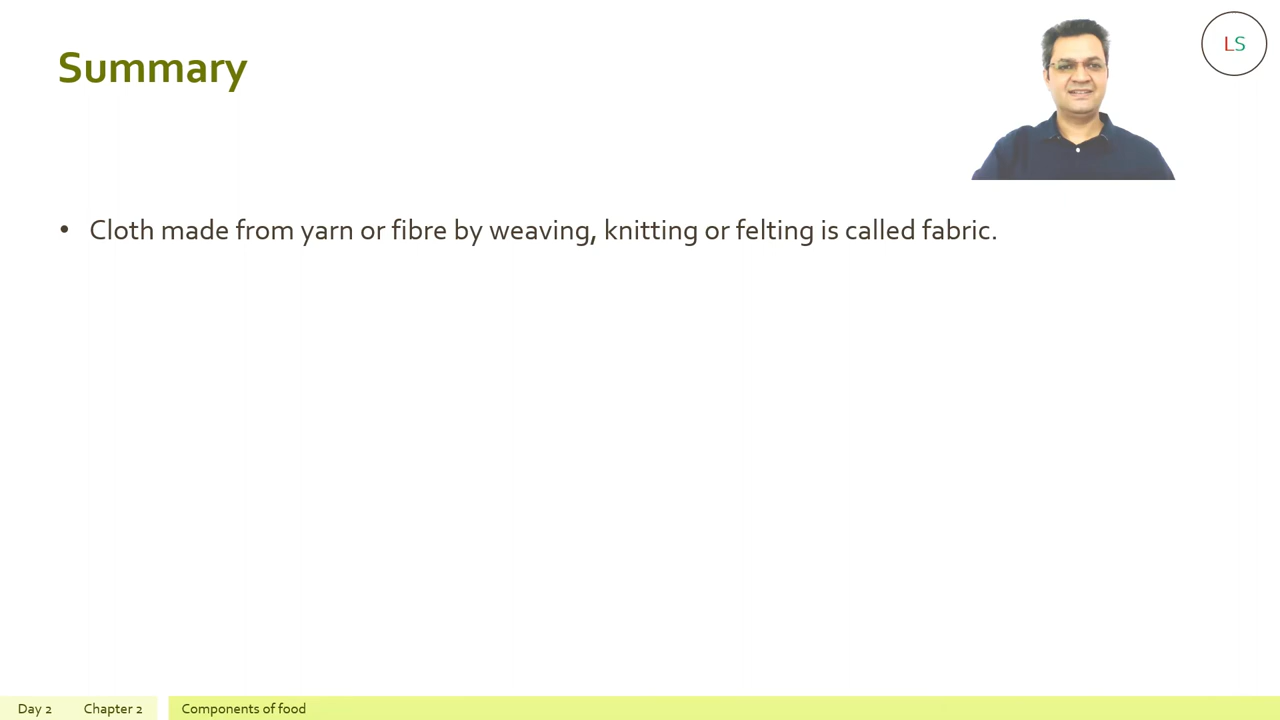 Summary
LS
• Cloth made from yarn or fibre by weaving, knitting or felting is called fabric.
Day 2 Chapter 2 Components of food